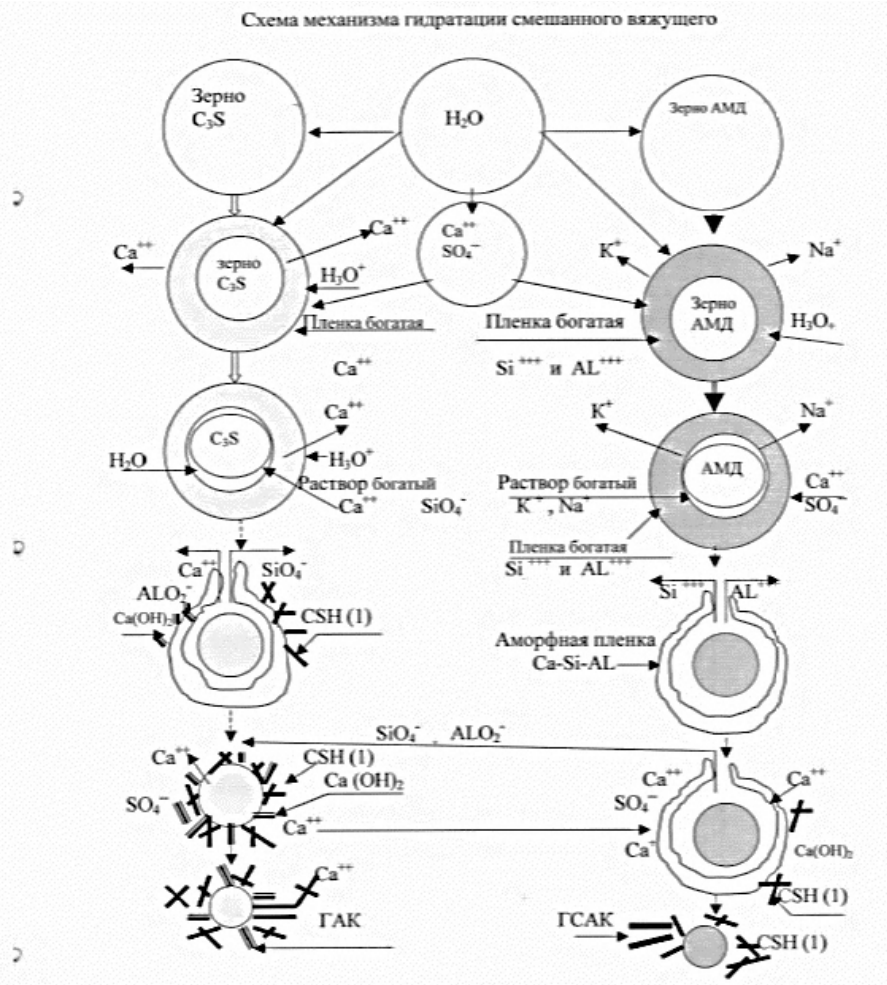 Схема механизма гидратации смешанного вяжущего
Зерно
C₃S
H₂O
Зерно АМД
Ca⁺⁺
зерно
C₃S
Ca⁺⁺
H₃O⁺
Пленка богатая
Ca⁺⁺
Ca⁺⁺
SO₄⁻
K⁺
Na⁺
Зерно
АМД
H₃O₊
Пленка богатая
Si⁺⁺⁺ и AL⁺⁺⁺
C₃S
Ca⁺⁺
H₂O
H₃O⁺
Раствор богатый
Ca⁺⁺ SiO₄⁻
K⁺
Na⁺
АМД
Раствор богатый
K⁺, Na⁺
Ca⁺⁺
SO₄⁻
Пленка богатая
Si⁺⁺⁺ и AL⁺⁺⁺
Ca⁺⁺
SiO₄⁻
ALO₂⁻
Ca(OH)₂
CSH (1)
Si⁺⁺⁺
AL⁺
Аморфная пленка
Ca-Si-AL
SiO₄⁻ , ALO₂⁻
Ca⁺⁺
CSH (1)
Ca (OH)₂
SO₄⁻
Ca⁺⁺
Ca⁺⁺
Ca⁺⁺
SO₄⁻
Ca⁺
Ca(OH)₂
CSH (1)
Ca⁺⁺
ГАК
ГСАК
CSH (1)